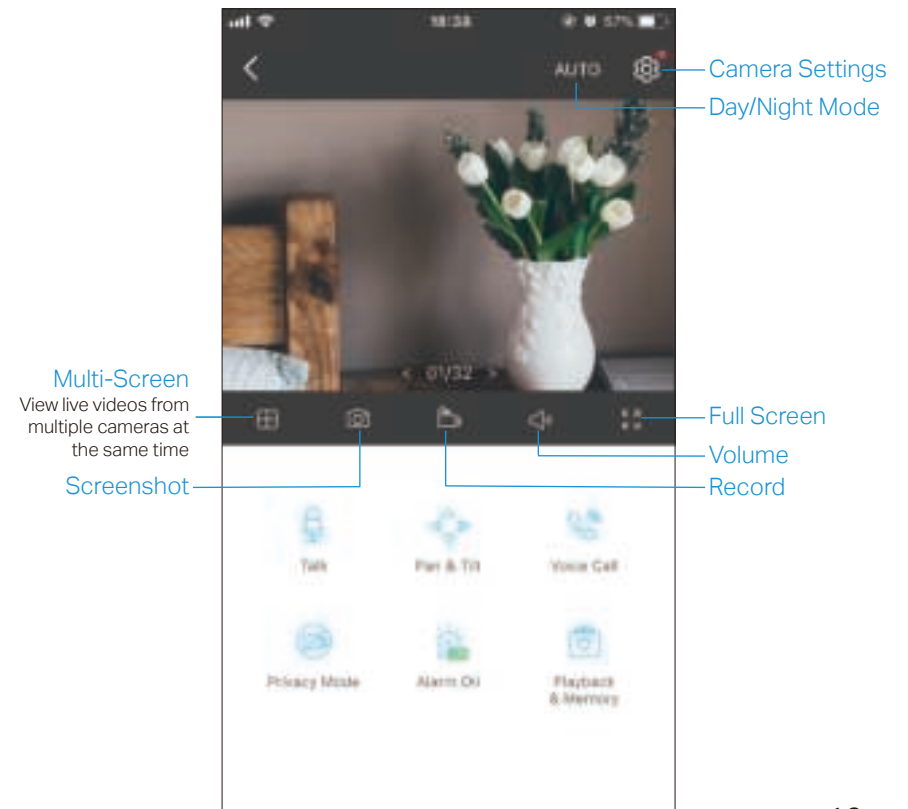 18:38
57%
AUTO
Camera Settings
Day/Night Mode
< 01/32 >
Multi-Screen
View live videos from
multiple cameras at
the same time
Full Screen
Volume
Screenshot
Record
Talk
Pan & Tilt
Voice Call
Privacy Mode
Alarm On
Playback
& Memory